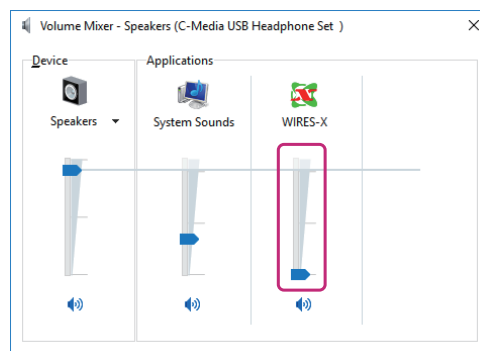 Volume Mixer - Speakers (C-Media USB Headphone Set )
Device
Applications
Speakers
System Sounds
WIRES-X